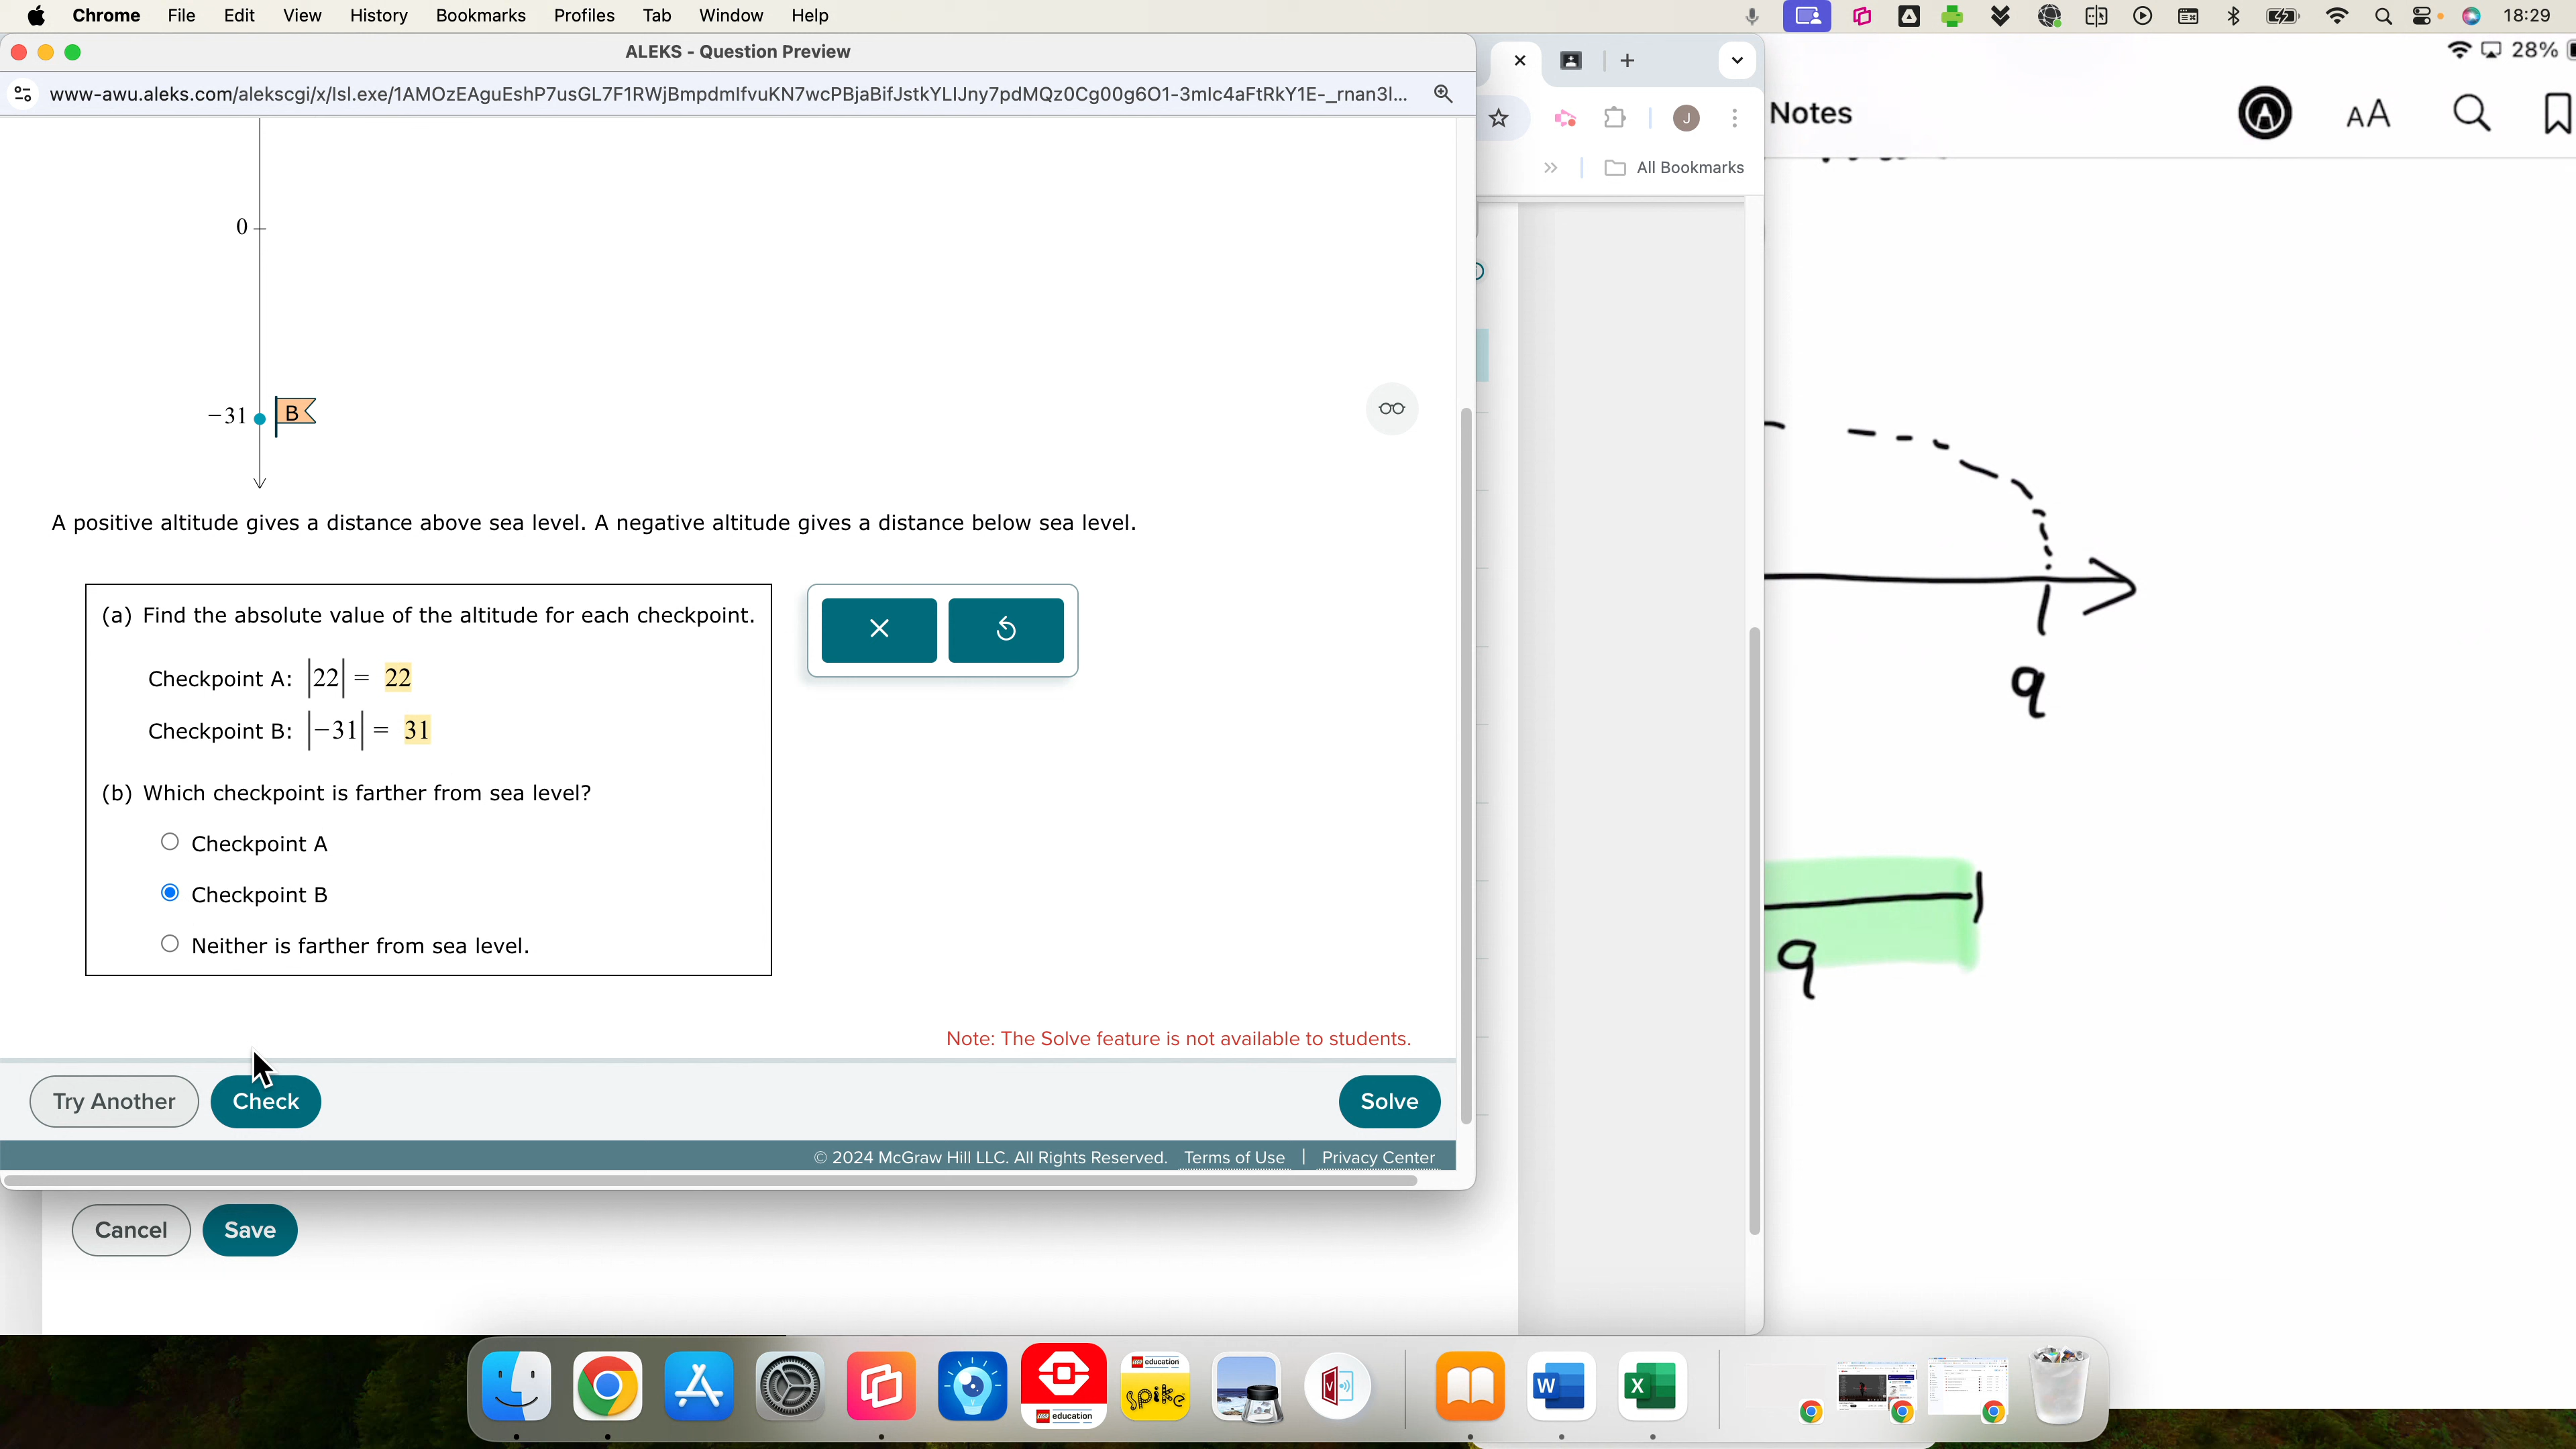 Chrome File Edit View History Bookmarks Profiles Tab Window Help 18:29
ALEKS - Question Preview
28%
www-awu.aleks.com/alekscgi/x/Isl.exe/1AMOzEAguEshP7usGL7F1RWjBmpdmIfvuKN7wcPBjaBifJstkYLIJny7pdMQz0Cg00g6O1-3mIc4aFtRkY1E-_rnan3l...
J
Notes
AA
All Bookmarks
0
−31
B
A positive altitude gives a distance above sea level. A negative altitude gives a distance below sea level.
(a) Find the absolute value of the altitude for each checkpoint.
Checkpoint A: |22| = 22
Checkpoint B: |−31| = 31
(b) Which checkpoint is farther from sea level?
Checkpoint A
Checkpoint B
Neither is farther from sea level.
9
9
Note: The Solve feature is not available to students.
Try Another Check Solve
© 2024 McGraw Hill LLC. All Rights Reserved. Terms of Use | Privacy Center
Cancel Save
education
education
spike
W
X
V